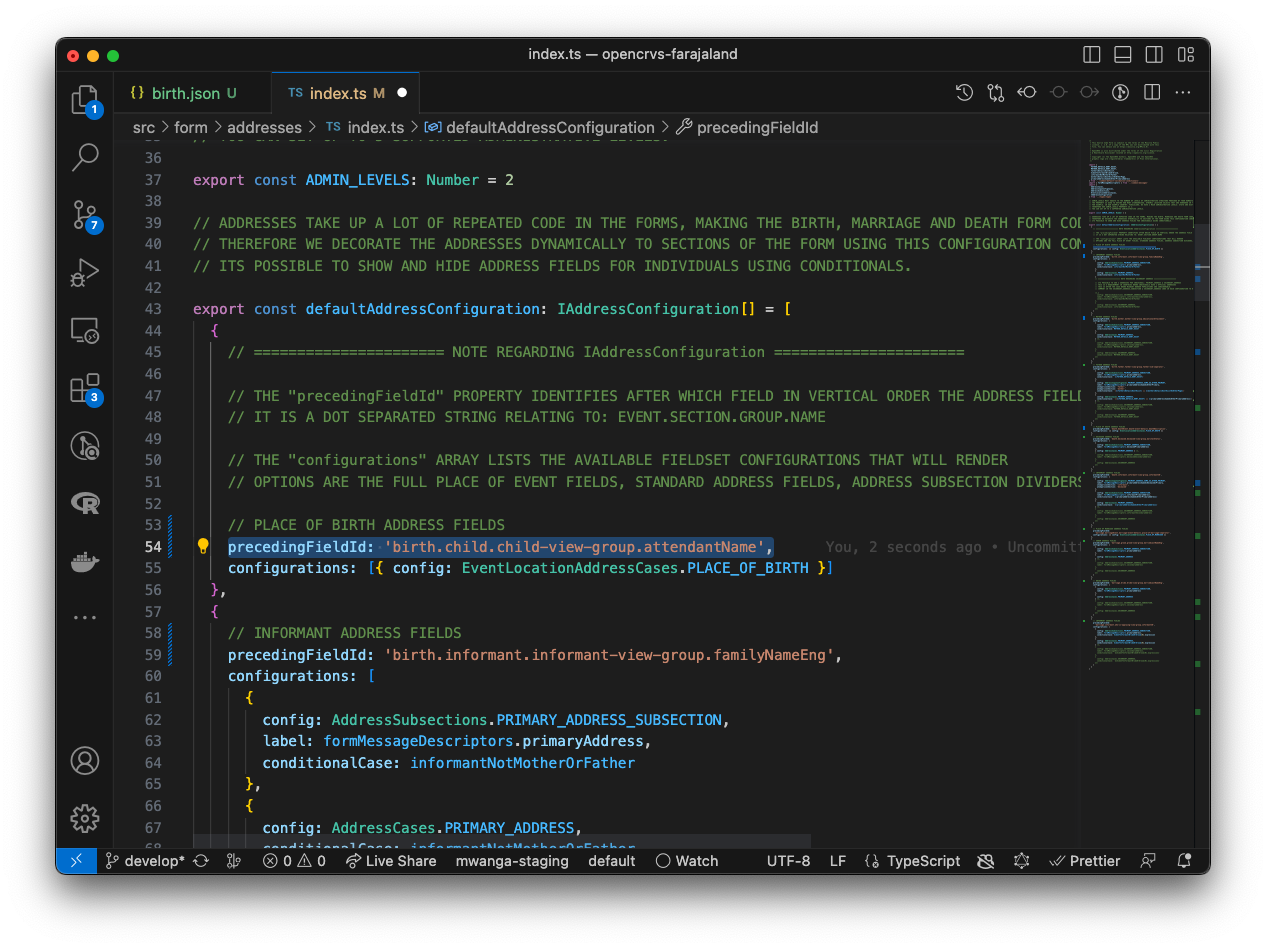 index.ts — opencrvs-farajaland
{} birth.json U
TS index.ts M
src > form > addresses > TS index.ts > defaultAddressConfiguration > precedingFieldId
36
37 export const ADMIN_LEVELS: Number = 2
38
39 // ADDRESSES TAKE UP A LOT OF REPEATED CODE IN THE FORMS, MAKING THE BIRTH, MARRIAGE AND DEATH FORM
40 // THEREFORE WE DECORATE THE ADDRESSES DYNAMICALLY TO SECTIONS OF THE FORM USING THIS CONFIGURATION
41 // ITS POSSIBLE TO SHOW AND HIDE ADDRESS FIELDS FOR INDIVIDUALS USING CONDITIONALS.
42
43 export const defaultAddressConfiguration: IAddressConfiguration[] = [
44 {
45 // ====================== NOTE REGARDING IAddressConfiguration ======================
46
47 // THE "precedingFieldId" PROPERTY IDENTIFIES AFTER WHICH FIELD IN VERTICAL ORDER THE ADDRESS FIEL
48 // IT IS A DOT SEPARATED STRING RELATING TO: EVENT.SECTION.GROUP.NAME
49
50 // THE "configurations" ARRAY LISTS THE AVAILABLE FIELDSET CONFIGURATIONS THAT WILL RENDER
51 // OPTIONS ARE THE FULL PLACE OF EVENT FIELDS, STANDARD ADDRESS FIELDS, ADDRESS SUBSECTION DIVIDERS
52
53 // PLACE OF BIRTH ADDRESS FIELDS
54 precedingFieldId: 'birth.child.child-view-group.attendantName', You, 2 seconds ago • Uncommitt
55 configurations: [{ config: EventLocationAddressCases.PLACE_OF_BIRTH }]
56 },
57 {
58 // INFORMANT ADDRESS FIELDS
59 precedingFieldId: 'birth.informant.informant-view-group.familyNameEng',
60 configurations: [
61 {
62 config: AddressSubsections.PRIMARY_ADDRESS_SUBSECTION,
63 label: formMessageDescriptors.primaryAddress,
64 conditionalCase: informantNotMotherOrFather
65 },
66 {
67 config: AddressCases.PRIMARY_ADDRESS,
1
7
3
develop* 0 0 Live Share mwanga-staging default Watch UTF-8 LF {} TypeScript Prettier